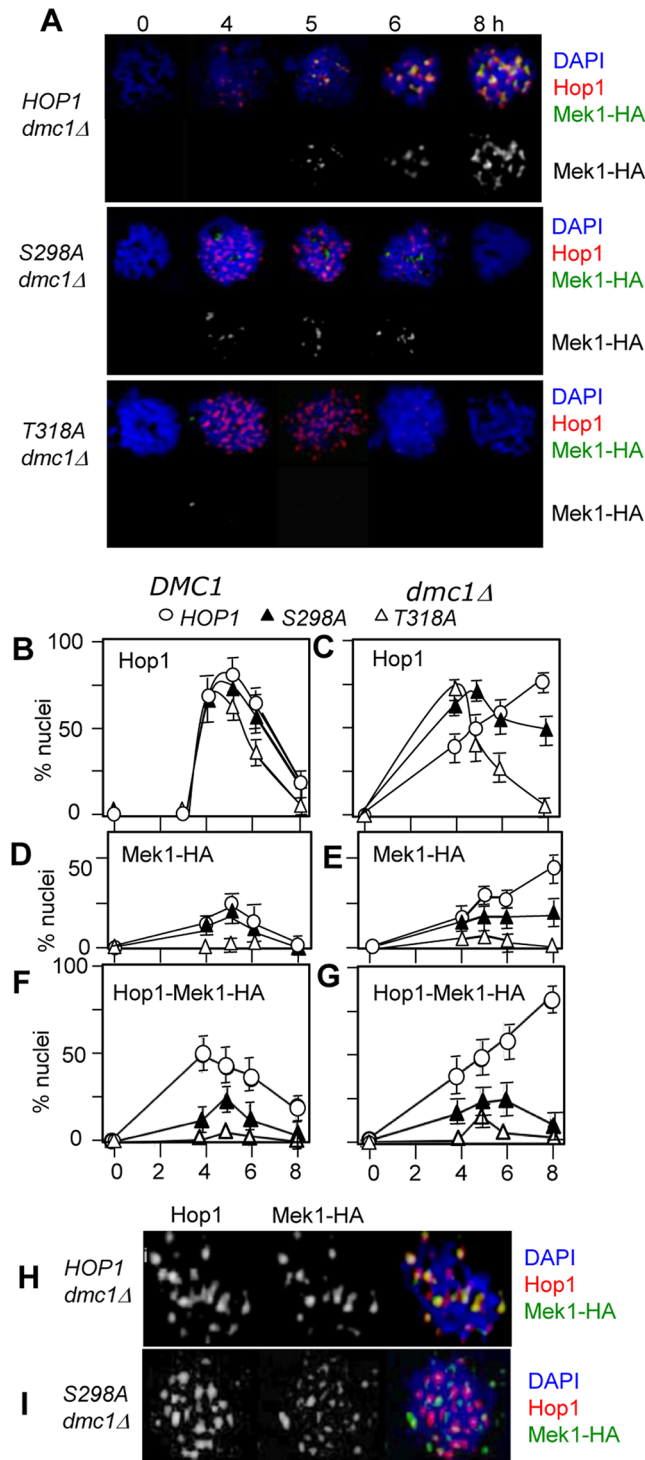 A
0 4 5 6 8 h
HOP1
dmc1Δ
DAPI
Hop1
Mek1-HA
Mek1-HA
S298A
dmc1Δ
DAPI
Hop1
Mek1-HA
Mek1-HA
T318A
dmc1Δ
DAPI
Hop1
Mek1-HA
Mek1-HA
DMC1 dmc1Δ
HOP1 S298A T318A
B
Hop1
100
50
0
% nuclei
C
Hop1
D
Mek1-HA
50
0
% nuclei
E
Mek1-HA
F
Hop1-Mek1-HA
100
50
0
% nuclei
0 2 4 6 8
G
Hop1-Mek1-HA
0 2 4 6 8
Hop1 Mek1-HA
H
HOP1
dmc1Δ
i
DAPI
Hop1
Mek1-HA
I
S298A
dmc1Δ
DAPI
Hop1
Mek1-HA